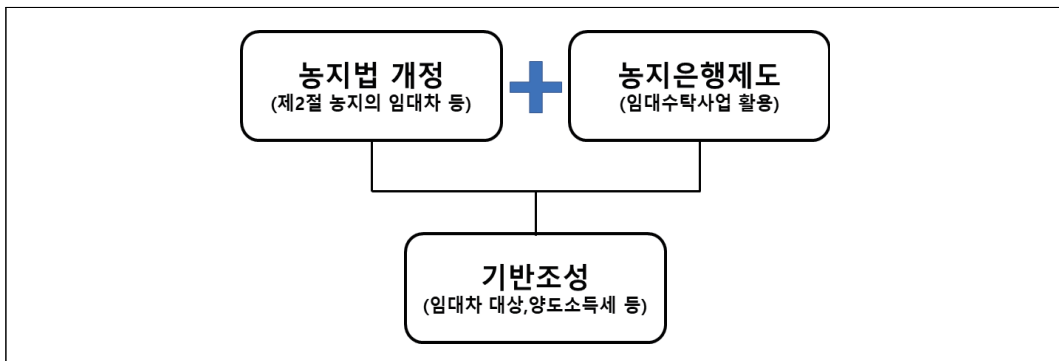 농지법 개정
(제2절 농지의 임대차 등)
농지은행제도
(임대수탁사업 활용)
기반조성
(임대차 대상,양도소득세 등)